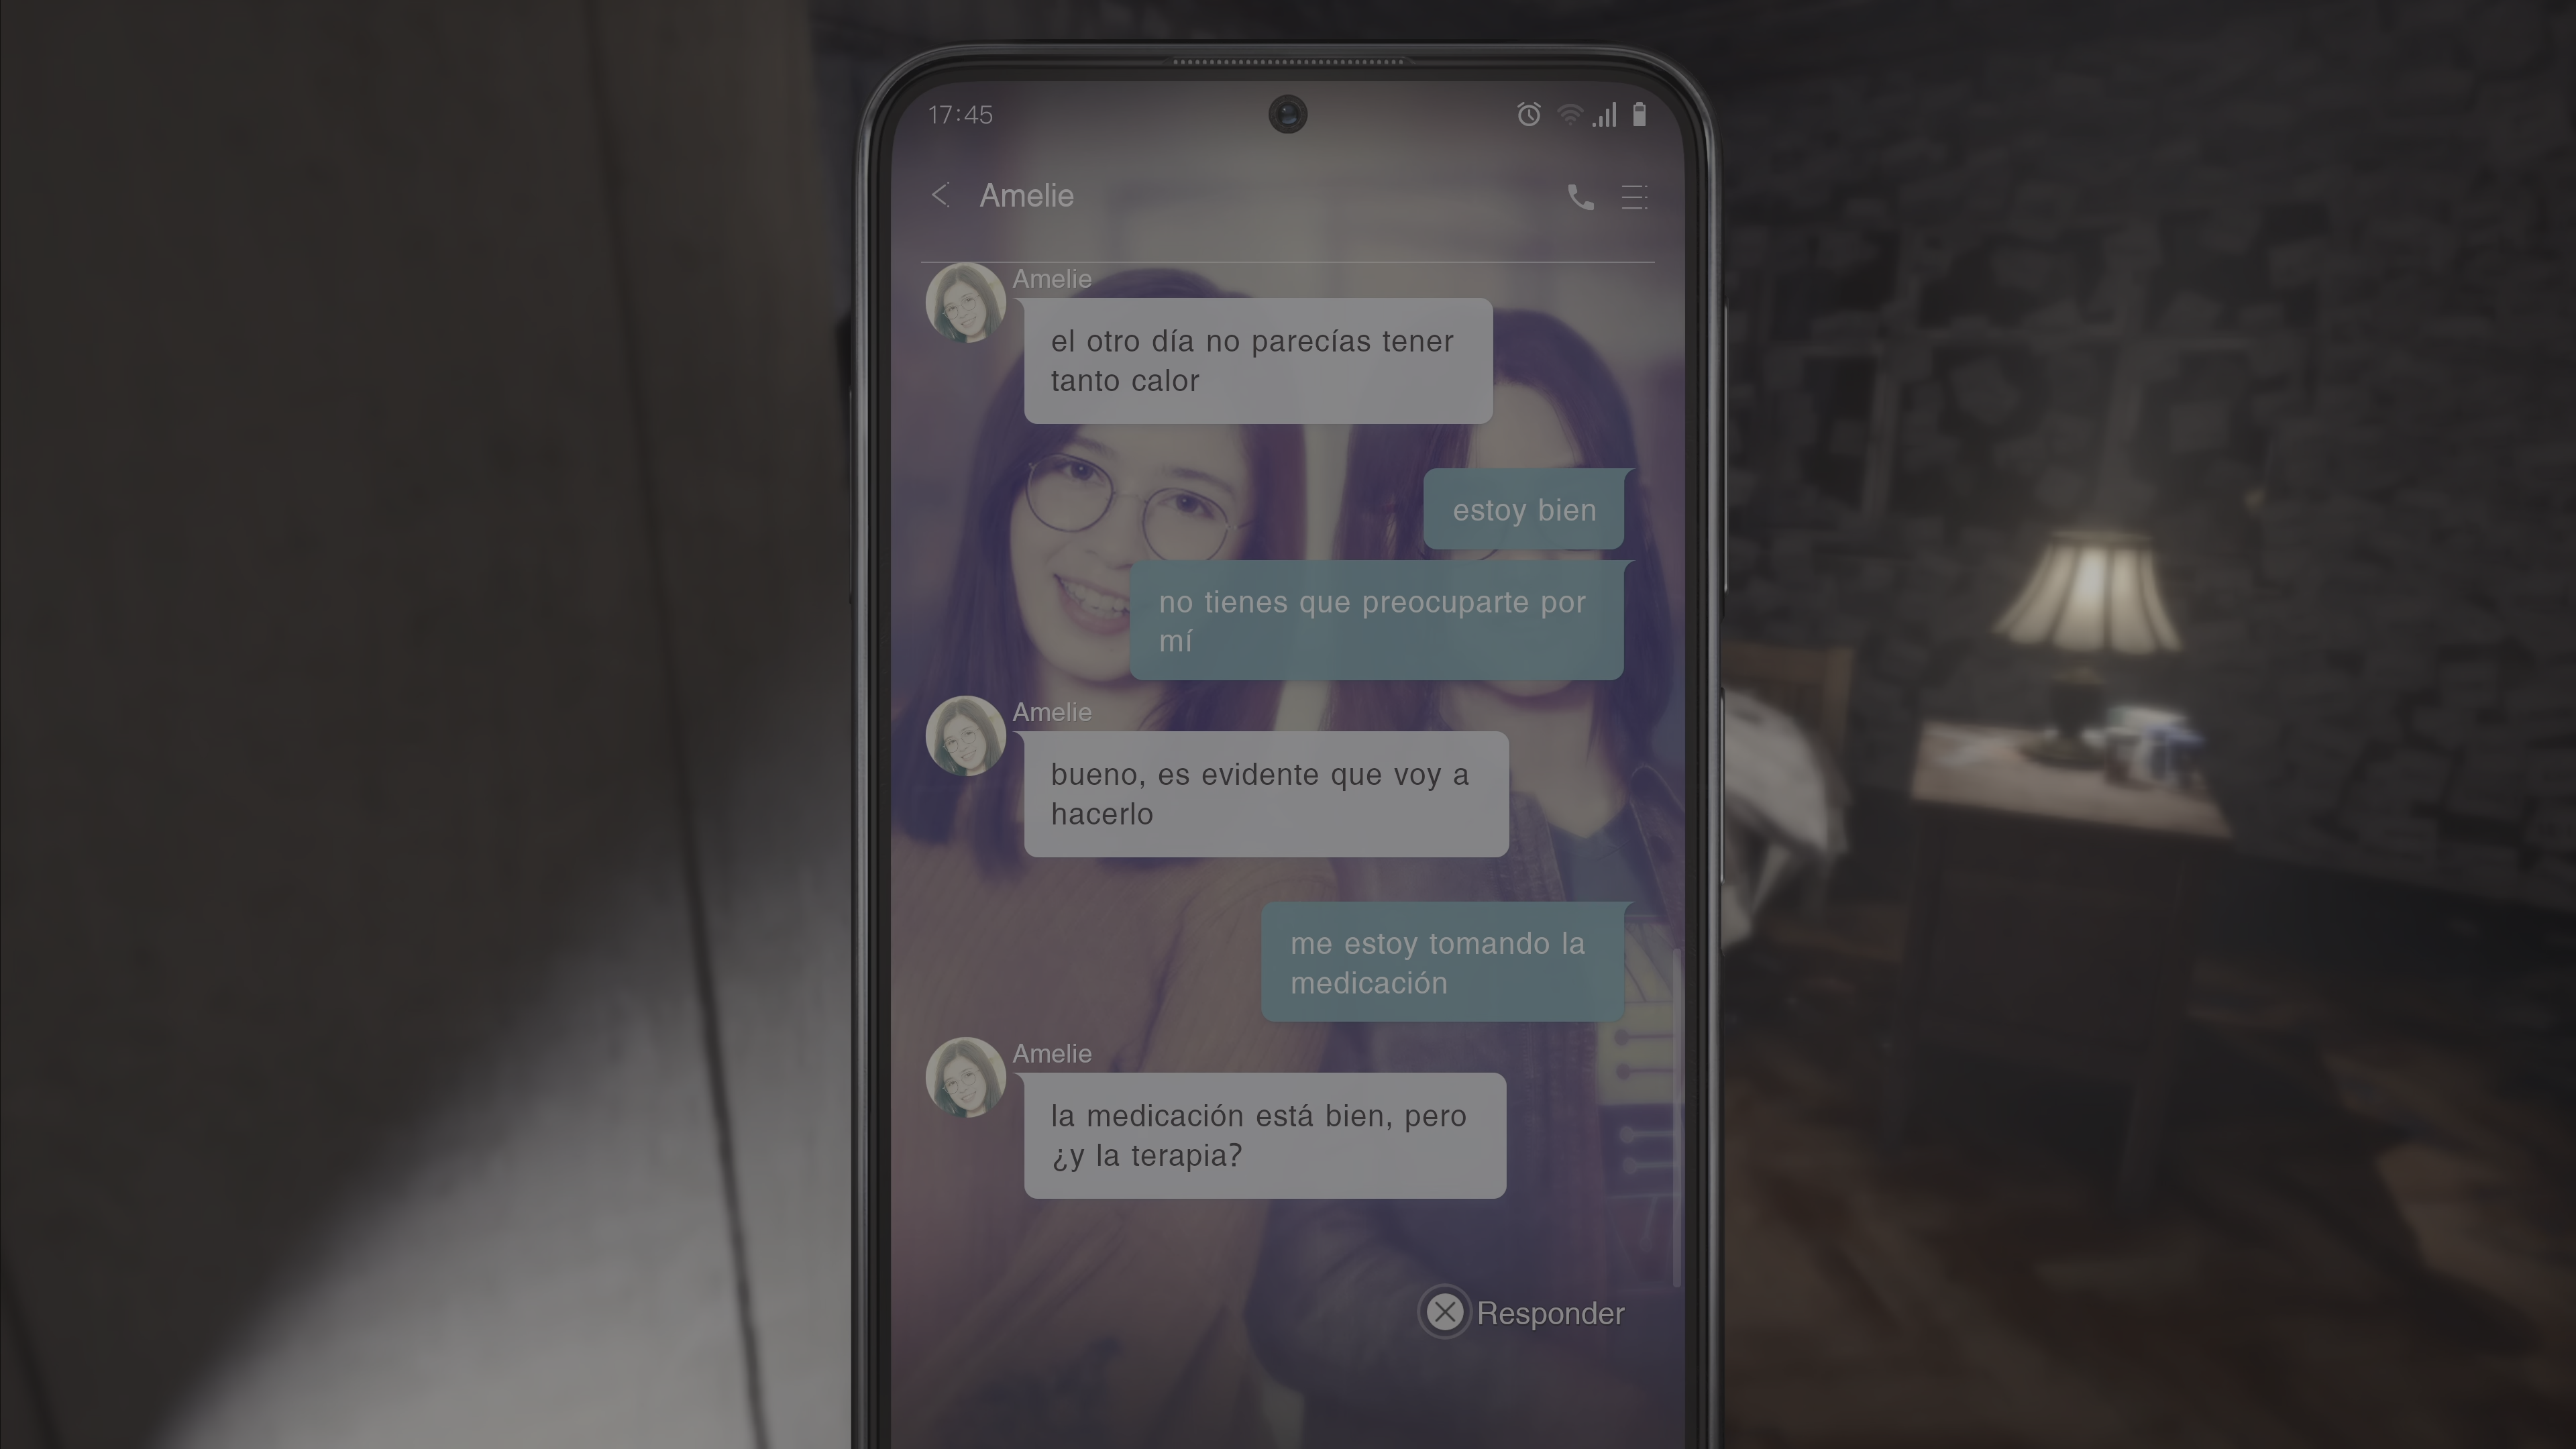 17:45
Amelie
Amelie
el otro día no parecías tener
tanto calor
estoy bien
no tienes que preocuparte por
mí
Amelie
bueno, es evidente que voy a
hacerlo
me estoy tomando la
medicación
Amelie
la medicación está bien, pero
¿y la terapia?
Responder